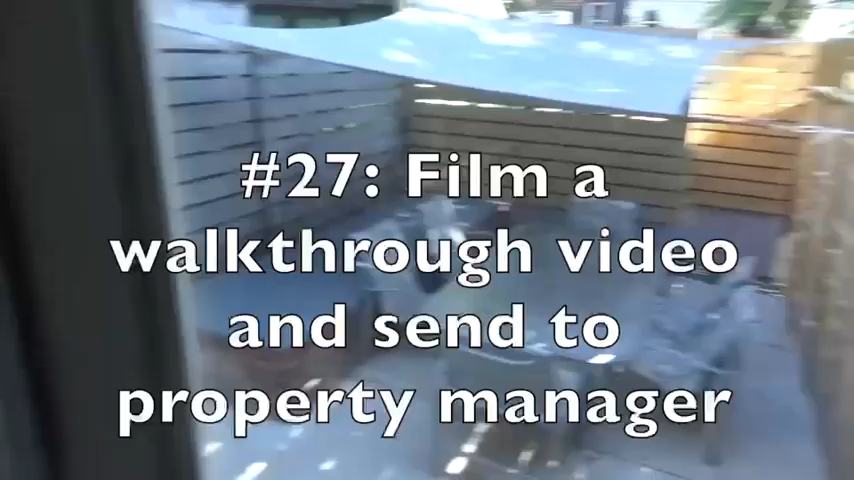 #27: Film a
walkthrough video
and send to
property manager